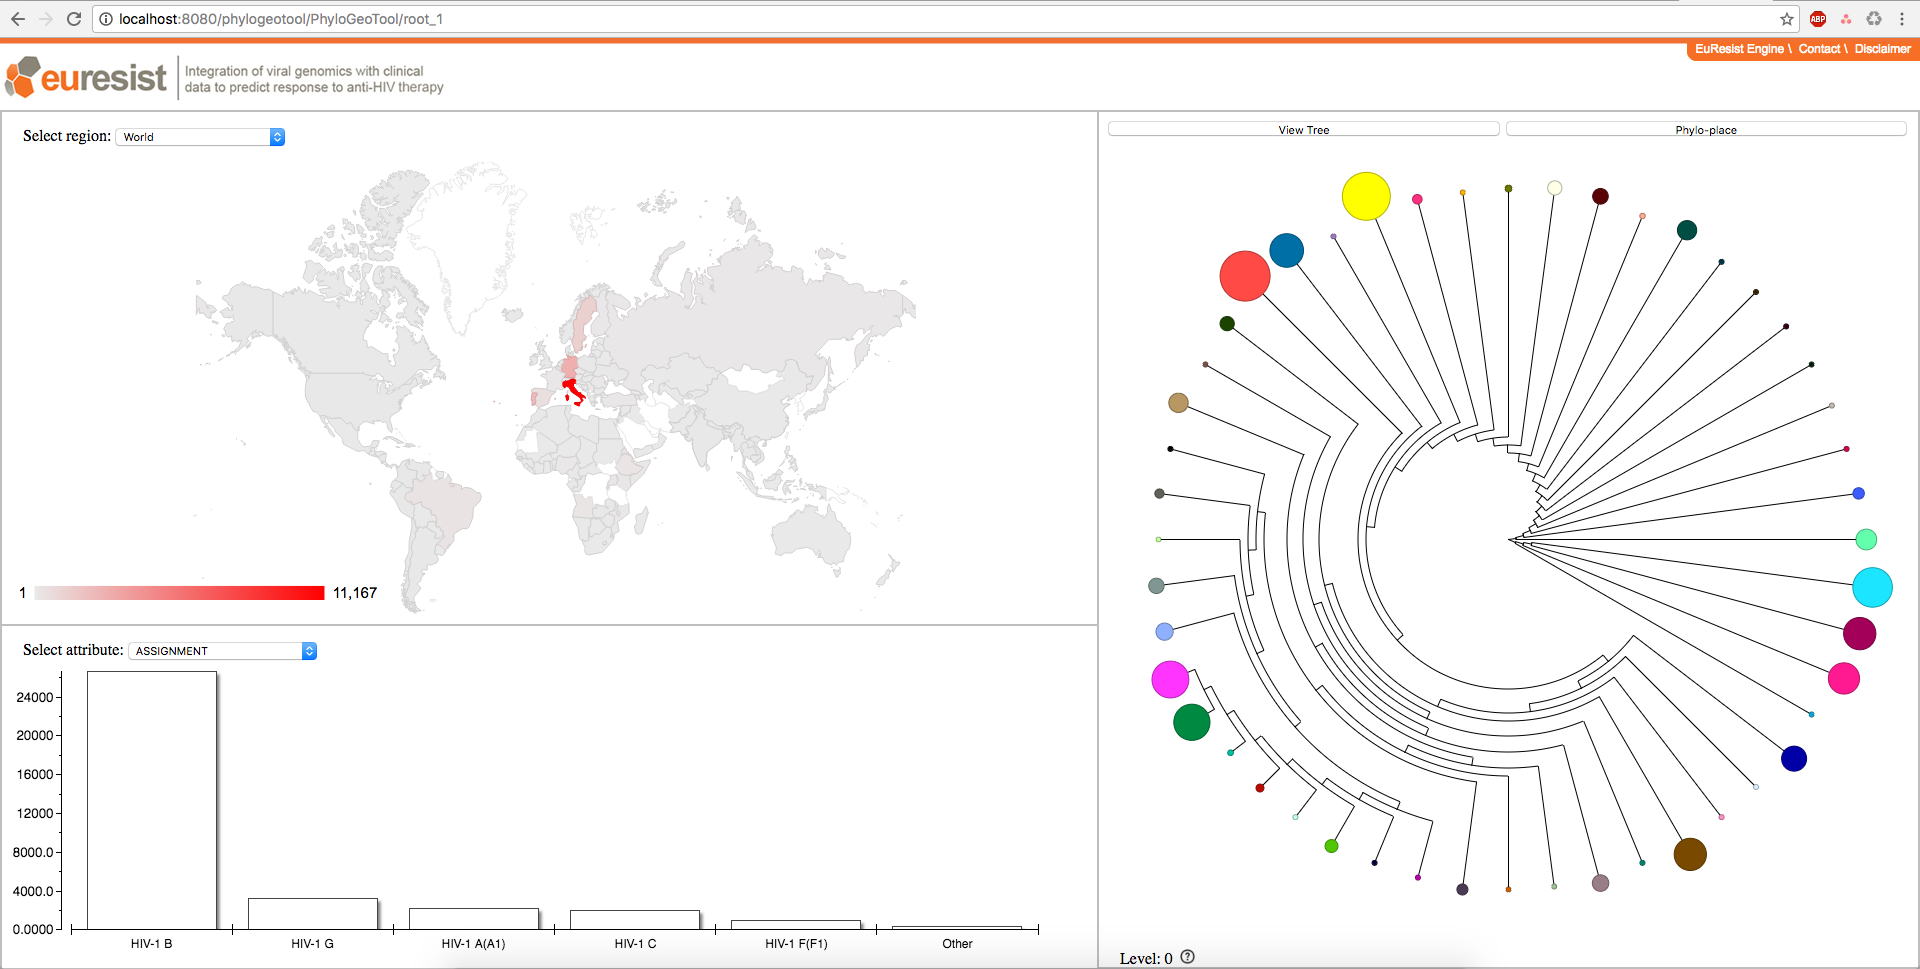 localhost:8080/phylogeotool/PhyloGeoTool/root_1
ABP
EuResist Engine \ Contact \ Disclaimer
euresist
Integration of viral genomics with clinical
data to predict response to anti-HIV therapy
Select region: World
View Tree
Phylo-place
1
11,167
Select attribute: ASSIGNMENT
24000
20000
16000
12000
8000.0
4000.0
0.0000
HIV-1 B
HIV-1 G
HIV-1 A(A1)
HIV-1 C
HIV-1 F(F1)
Other
Level: 0 ?